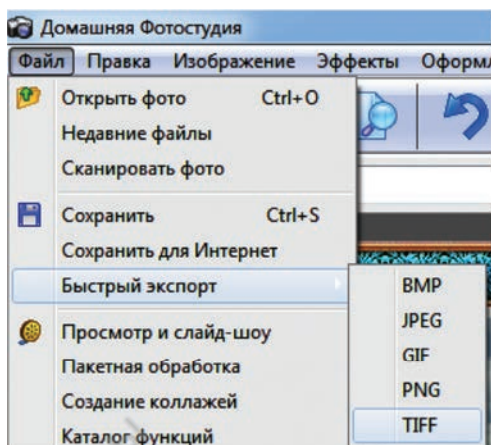 Домашняя Фотостудия
Файл Правка Изображение Эффекты Оформл
Открыть фото Ctrl+O
Недавние файлы
Сканировать фото
Сохранить Ctrl+S
Сохранить для Интернет
Быстрый экспорт
BMP
JPEG
GIF
PNG
TIFF
Просмотр и слайд-шоу
Пакетная обработка
Создание коллажей
Каталог функций